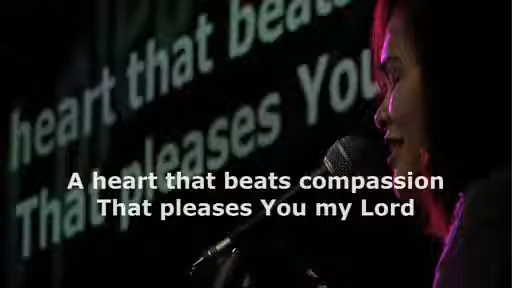 heart that beats
That pleases You
A heart that beats compassion
That pleases You my Lord